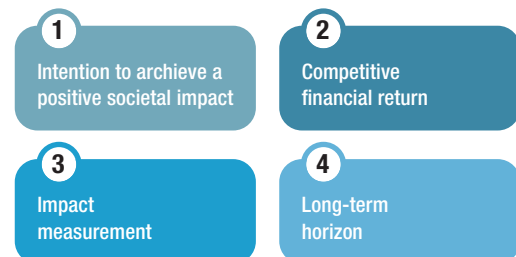 1
Intention to archieve a
positive societal impact
2
Competitive
financial return
3
Impact
measurement
4
Long-term
horizon